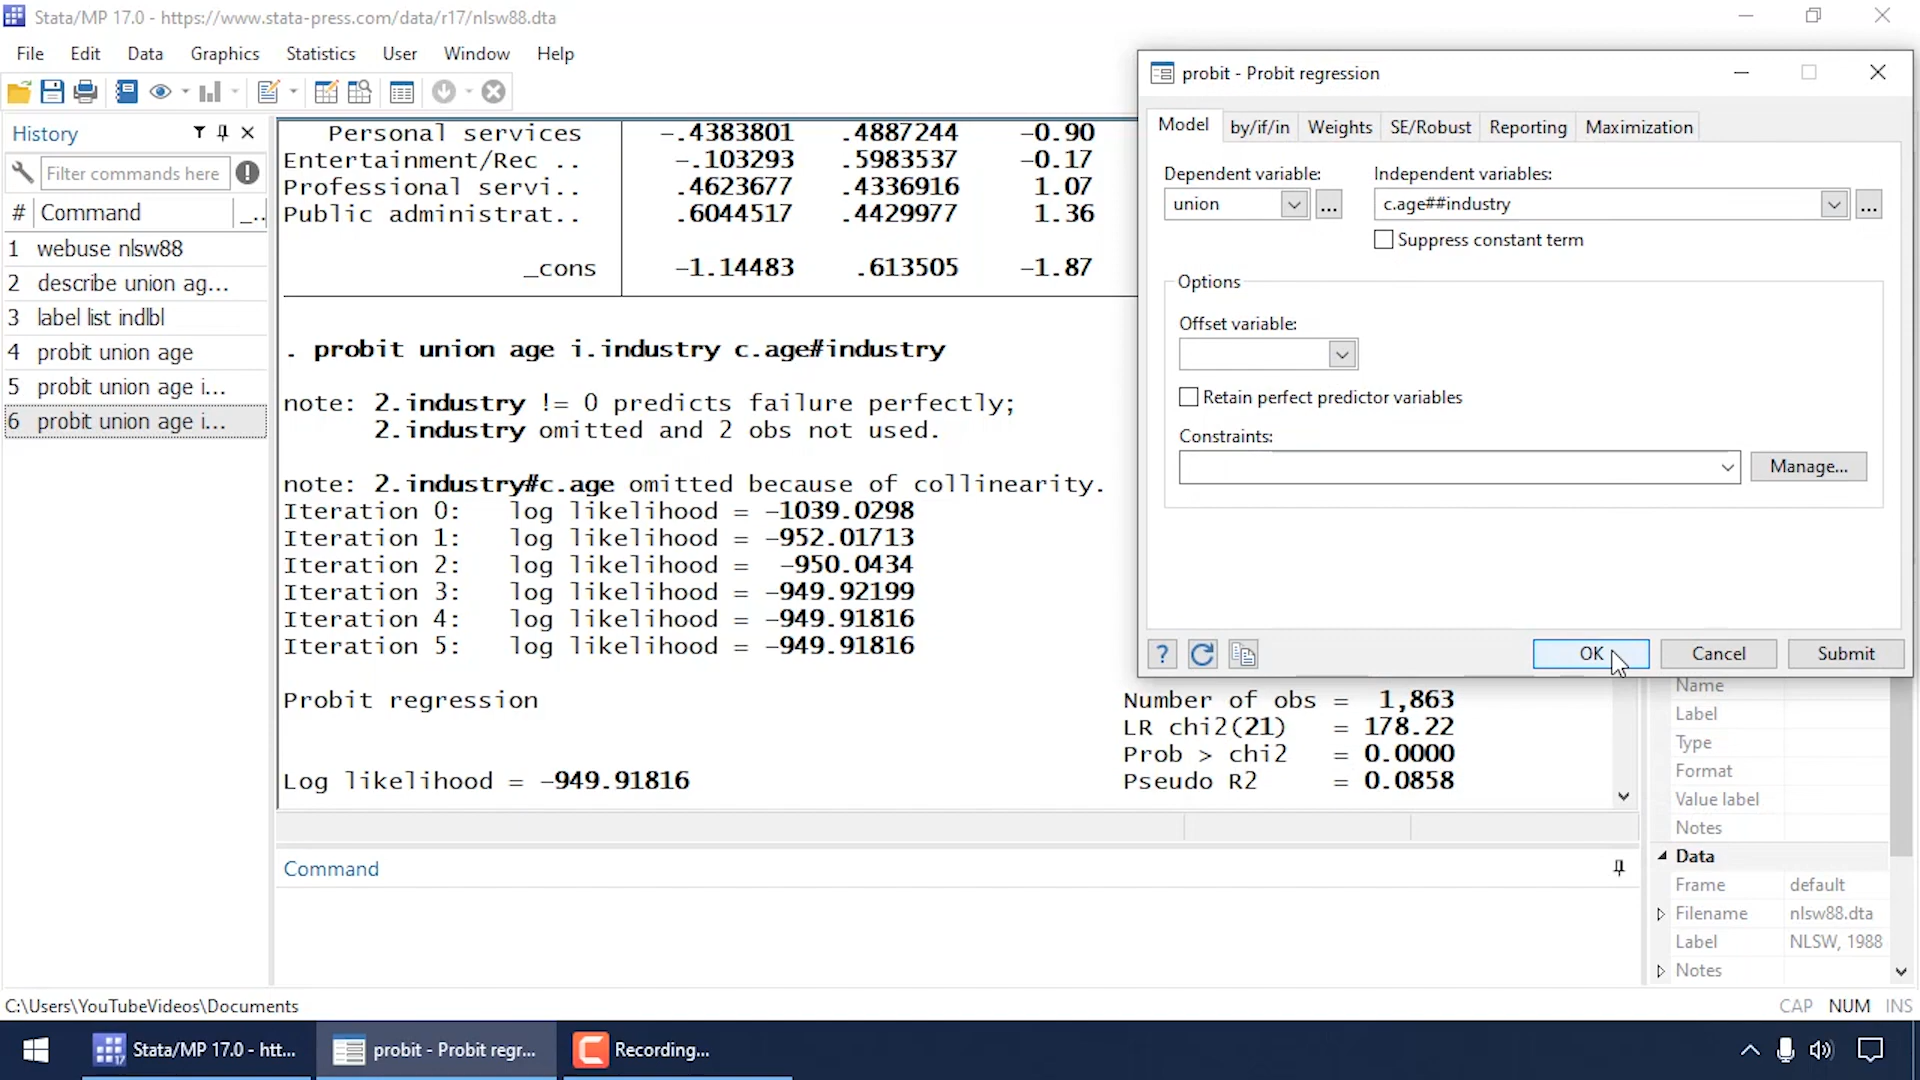 Stata/MP 17.0 - https://www.stata-press.com/data/r17/nlsw88.dta
File Edit Data Graphics Statistics User Window Help
History
Filter commands here
# Command _..
1 webuse nlsw88
2 describe union ag...
3 label list indlbl
4 probit union age
5 probit union age i...
6 probit union age i...
Personal services -.4383801 .4887244 -0.90
Entertainment/Rec .. -.103293 .5983537 -0.17
Professional servi.. .4623677 .4336916 1.07
Public administrat.. .6044517 .4429977 1.36
_cons -1.14483 .613505 -1.87
. probit union age i.industry c.age#industry
note: 2.industry != 0 predicts failure perfectly;
2.industry omitted and 2 obs not used.
note: 2.industry#c.age omitted because of collinearity.
Iteration 0: log likelihood = -1039.0298
Iteration 1: log likelihood = -952.01713
Iteration 2: log likelihood = -950.0434
Iteration 3: log likelihood = -949.92199
Iteration 4: log likelihood = -949.91816
Iteration 5: log likelihood = -949.91816
Probit regression Number of obs = 1,863
LR chi2(21) = 178.22
Prob > chi2 = 0.0000
Log likelihood = -949.91816 Pseudo R2 = 0.0858
Command
probit - Probit regression
Model by/if/in Weights SE/Robust Reporting Maximization
Dependent variable: Independent variables:
union ... c.age##industry ...
Suppress constant term
Options
Offset variable:
Retain perfect predictor variables
Constraints:
Manage...
? OK Cancel Submit
Name
Label
Type
Format
Value label
Notes
Data
Frame default
Filename nlsw88.dta
Label NLSW, 1988
Notes
C:\Users\YouTubeVideos\Documents
CAP NUM INS
17 Stata/MP 17.0 - htt... probit - Probit regr... Recording...